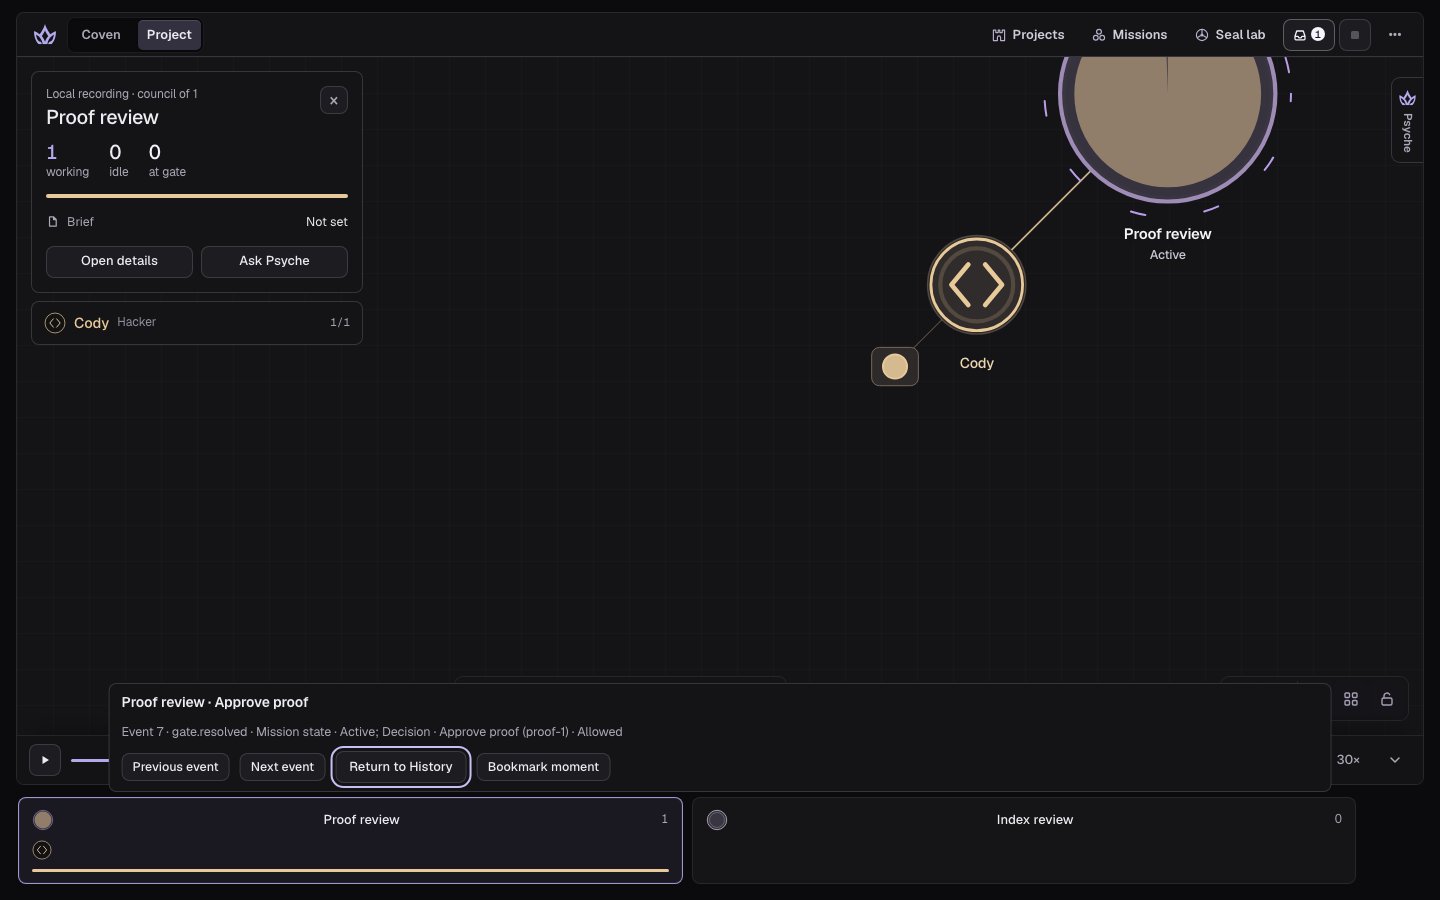 Coven
Project
Projects
Missions
Seal lab
1
Local recording · council of 1
Proof review
1
0
0
working
idle
at gate
Brief
Not set
Open details
Ask Psyche
Cody
Hacker
1/1
Psyche
Proof review
Active
Cody
Proof review · Approve proof
Event 7 · gate.resolved · Mission state · Active; Decision · Approve proof (proof-1) · Allowed
Previous event
Next event
Return to History
Bookmark moment
30×
Proof review
1
Index review
0